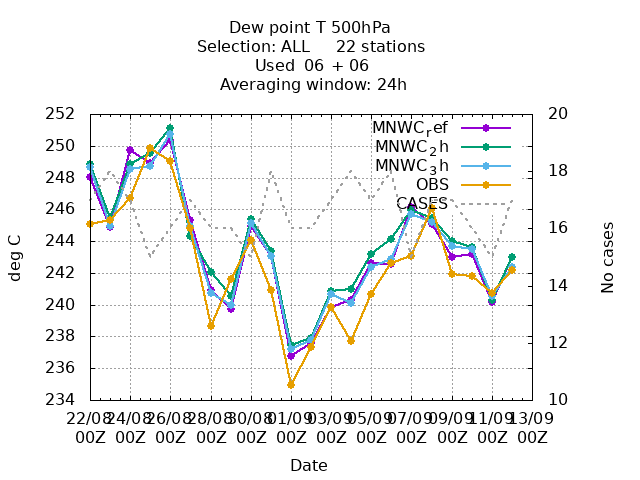 Dew point T 500hPa
Selection: ALL 22 stations
Used 06 + 06
Averaging window: 24h
252
250
248
246
244
242
240
238
236
234
20
18
16
14
12
10
deg C
No cases
MNWC_ref
MNWC_2h
MNWC_3h
OBS
CASES
22/08 24/08 26/08 28/08 30/08 01/09 03/09 05/09 07/09 09/09 11/09 13/09
00Z 00Z 00Z 00Z 00Z 00Z 00Z 00Z 00Z 00Z 00Z 00Z
Date